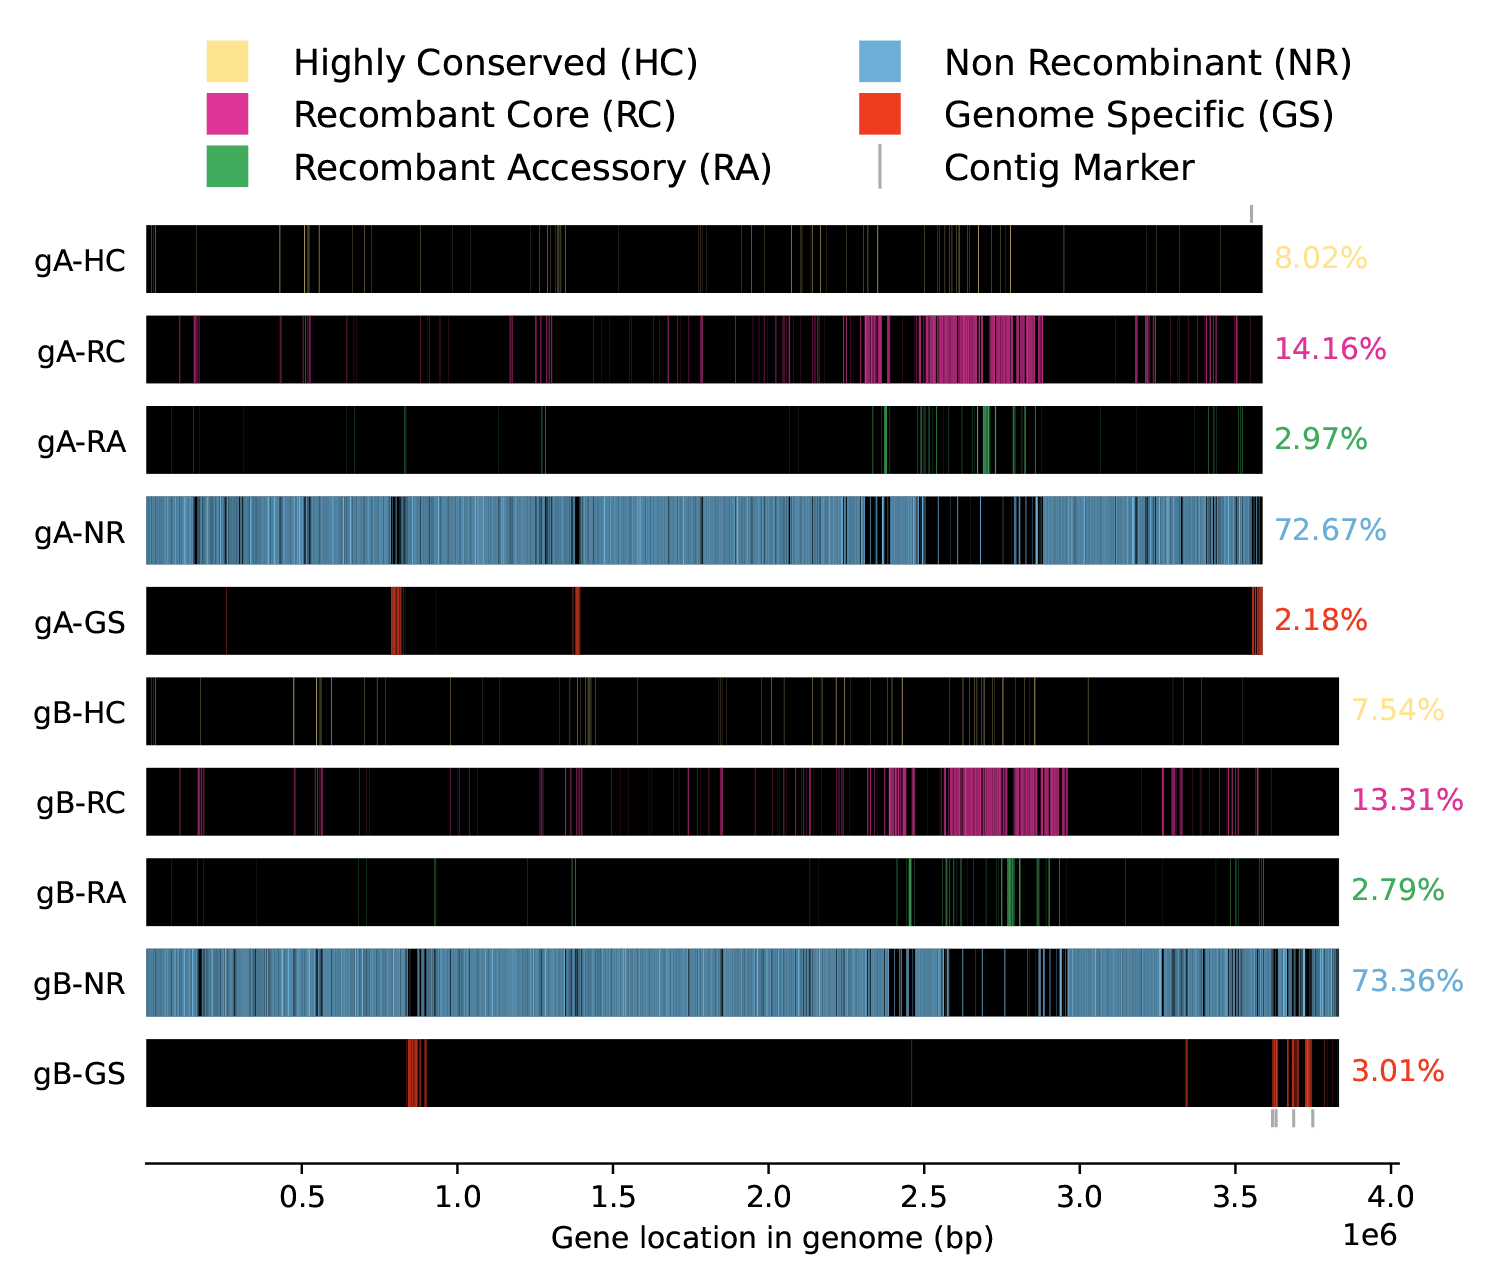 Highly Conserved (HC)
Non Recombinant (NR)
Recombant Core (RC)
Genome Specific (GS)
Recombant Accessory (RA)
Contig Marker
gA-HC 8.02%
gA-RC 14.16%
gA-RA 2.97%
gA-NR 72.67%
gA-GS 2.18%
gB-HC 7.54%
gB-RC 13.31%
gB-RA 2.79%
gB-NR 73.36%
gB-GS 3.01%
0.5 1.0 1.5 2.0 2.5 3.0 3.5 4.0
1e6
Gene location in genome (bp)